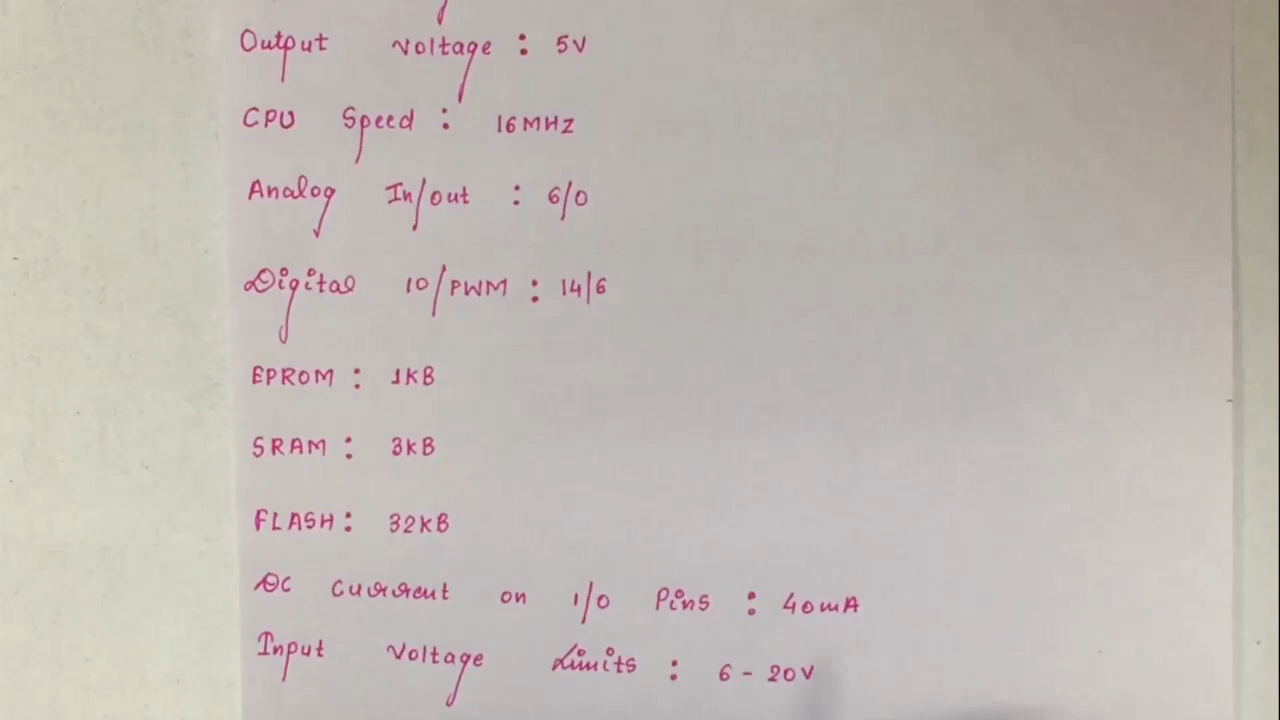 Output voltage : 5V
CPU Speed : 16MHZ
Analog In/out : 6/0
Digital 10/PWM : 14/6
EPROM : 1KB
SRAM : 3KB
FLASH : 32KB
DC Current on I/O Pins : 40mA
Input Voltage Limits : 6 - 20V